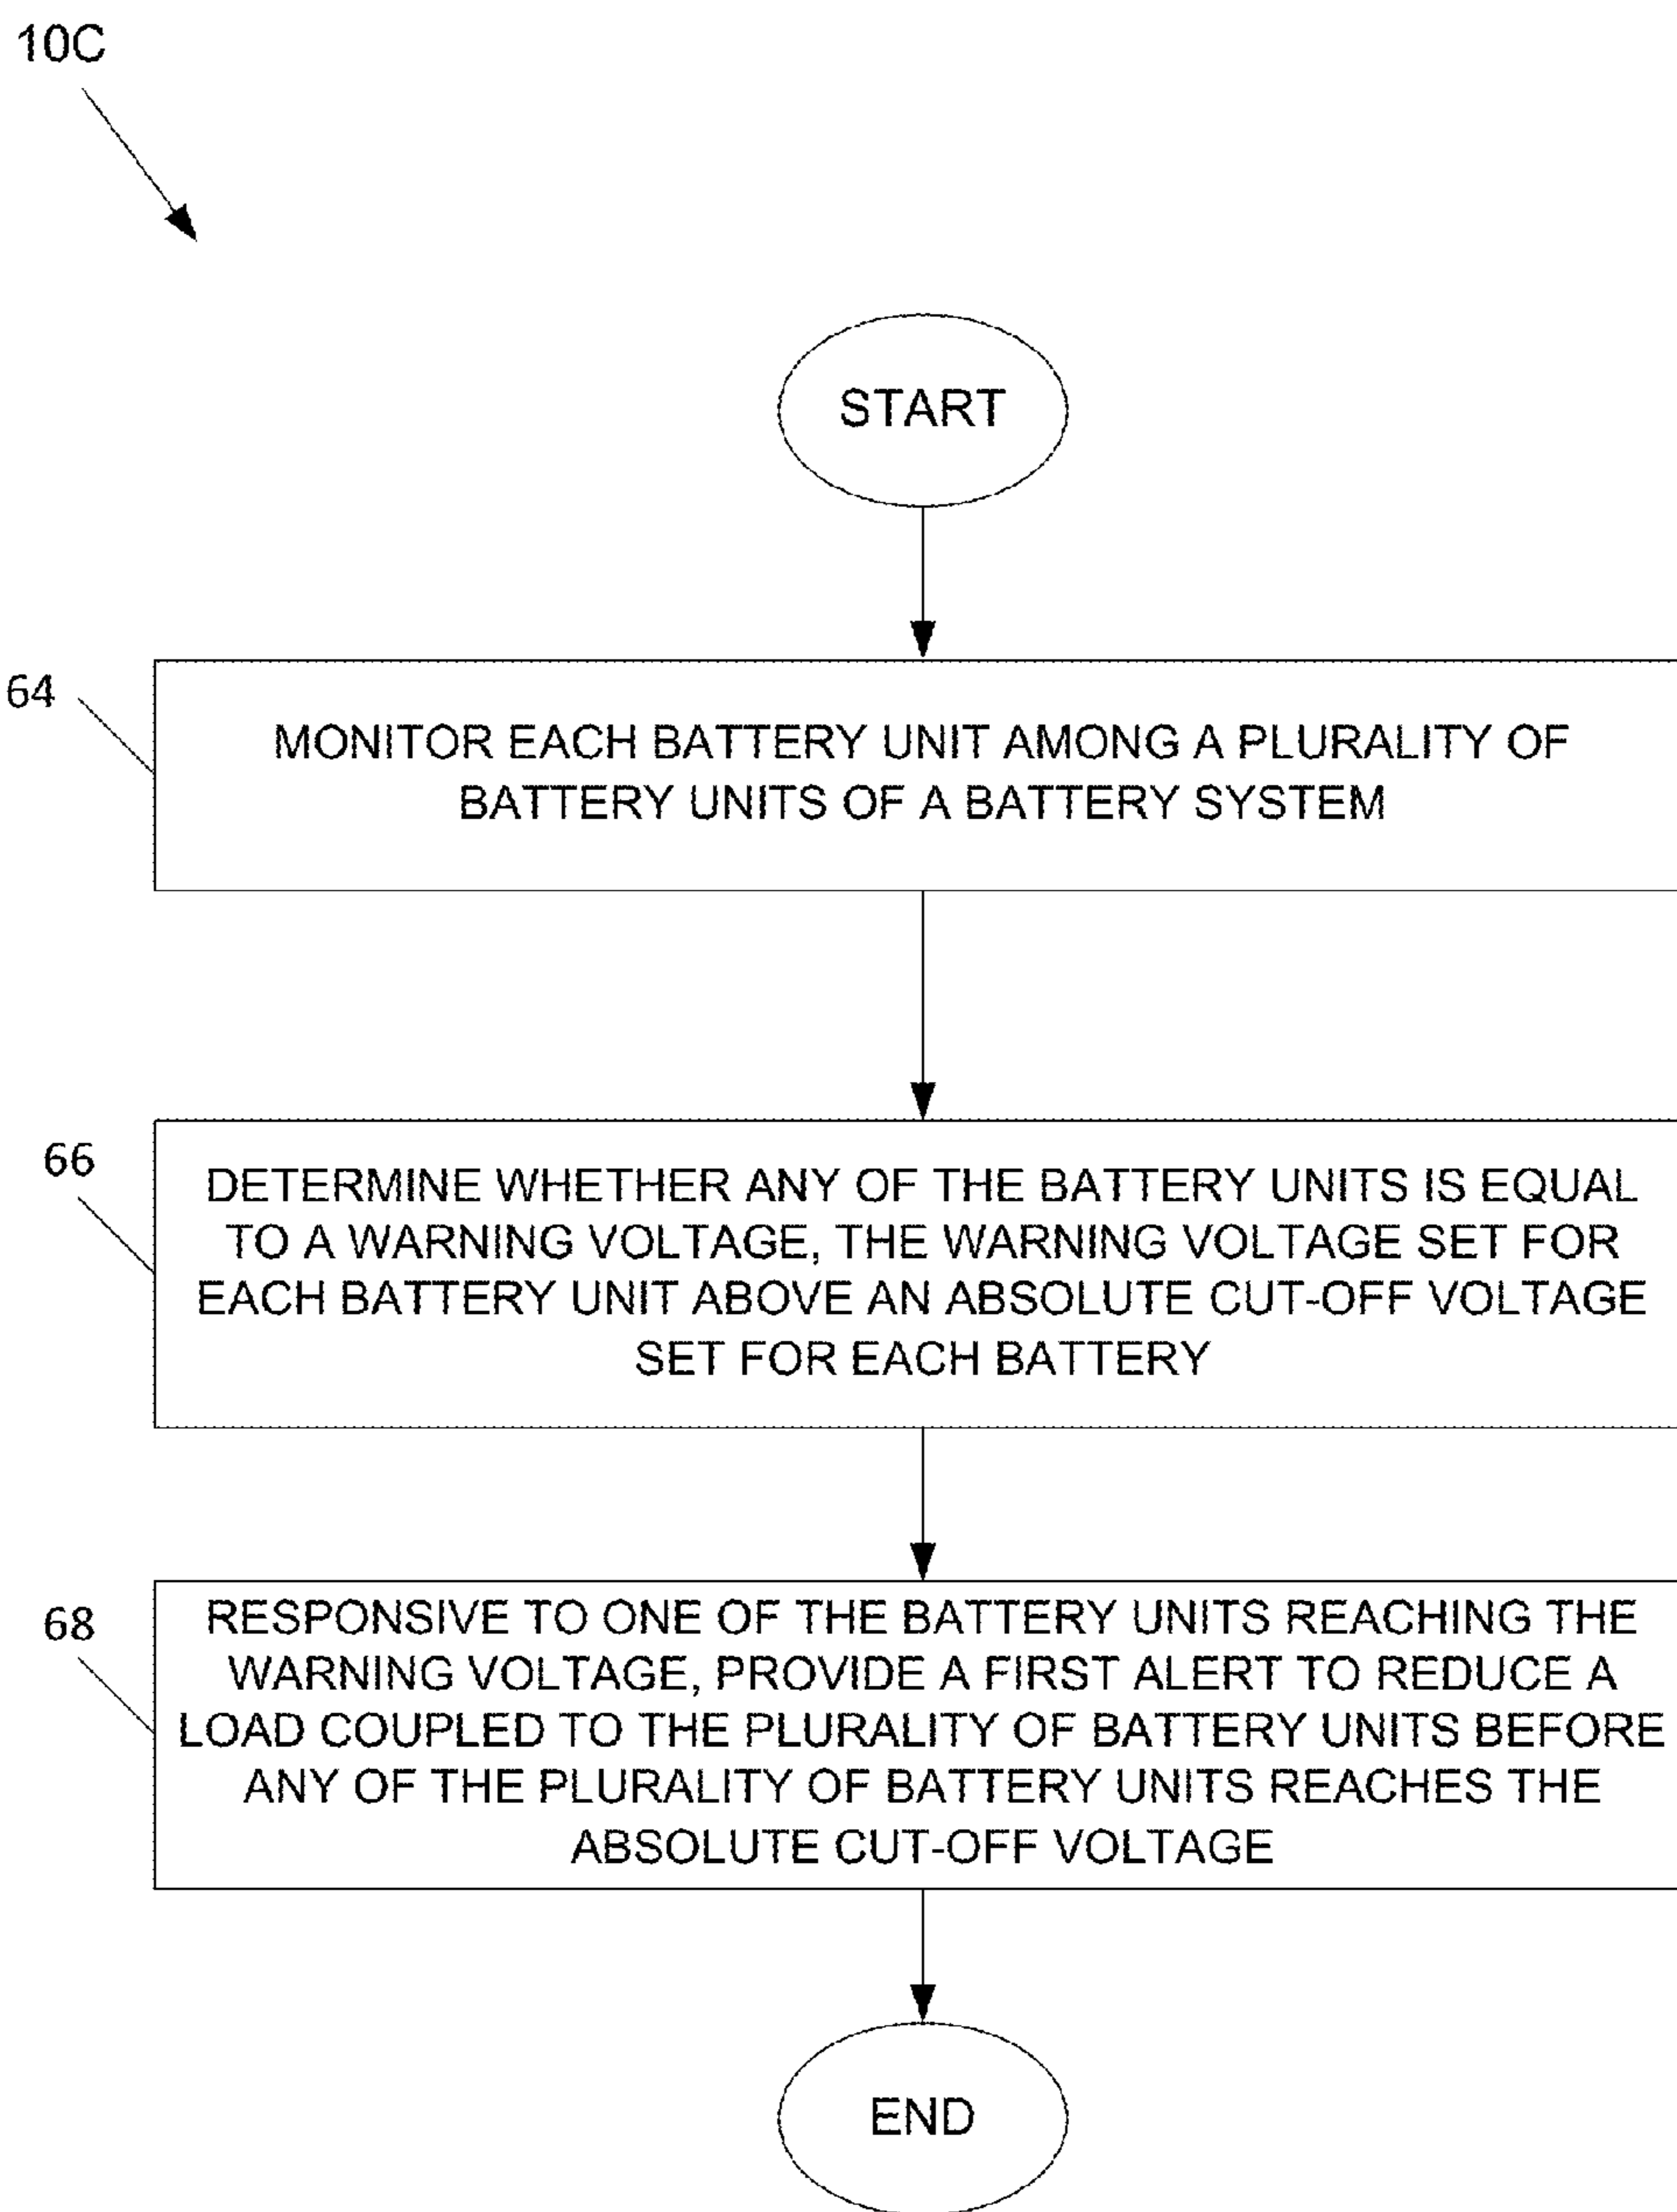 10C
START
64
MONITOR EACH BATTERY UNIT AMONG A PLURALITY OF
BATTERY UNITS OF A BATTERY SYSTEM
66
DETERMINE WHETHER ANY OF THE BATTERY UNITS IS EQUAL
TO A WARNING VOLTAGE, THE WARNING VOLTAGE SET FOR
EACH BATTERY UNIT ABOVE AN ABSOLUTE CUT-OFF VOLTAGE
SET FOR EACH BATTERY
68
RESPONSIVE TO ONE OF THE BATTERY UNITS REACHING THE
WARNING VOLTAGE, PROVIDE A FIRST ALERT TO REDUCE A
LOAD COUPLED TO THE PLURALITY OF BATTERY UNITS BEFORE
ANY OF THE PLURALITY OF BATTERY UNITS REACHES THE
ABSOLUTE CUT-OFF VOLTAGE
END